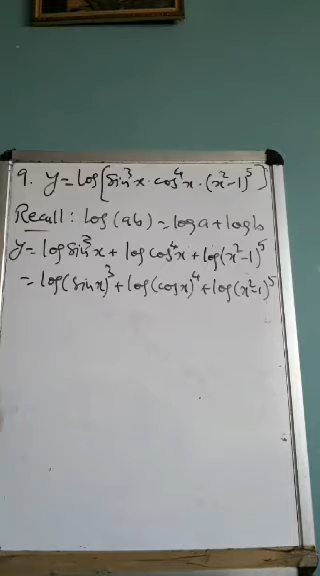 9. y = log[sin³x · cos⁴x · (x²-1)⁵]
Recall: log(ab) = log a + log b
y = log sin³x + log cos⁴x + log(x²-1)⁵
= log(sin x)³ + log(cos x)⁴ + log(x²-1)⁵